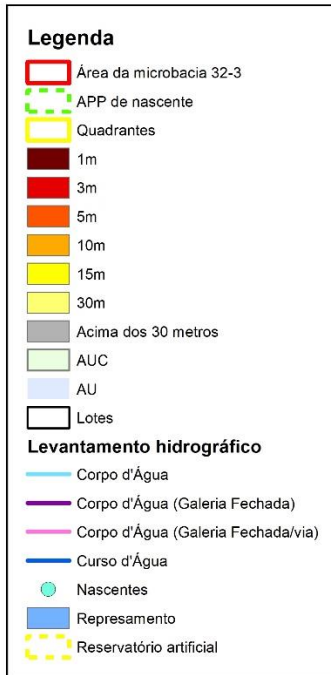 Legenda
Área da microbacia 32-3
APP de nascente
Quadrantes
1m
3m
5m
10m
15m
30m
Acima dos 30 metros
AUC
AU
Lotes
Levantamento hidrográfico
Corpo d'Água
Corpo d'Água (Galeria Fechada)
Corpo d'Água (Galeria Fechada/via)
Curso d'Água
Nascentes
Represamento
Reservatório artificial